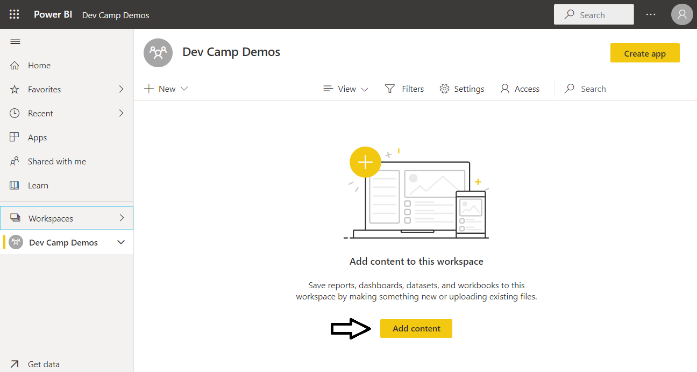 Power BI Dev Camp Demos Search
Home
Favorites
Recent
Apps
Shared with me
Learn
Workspaces
Dev Camp Demos
Get data
Dev Camp Demos
Create app
New View Filters Settings Access Search
Add content to this workspace
Save reports, dashboards, datasets, and workbooks to this
workspace by making something new or uploading existing files.
Add content